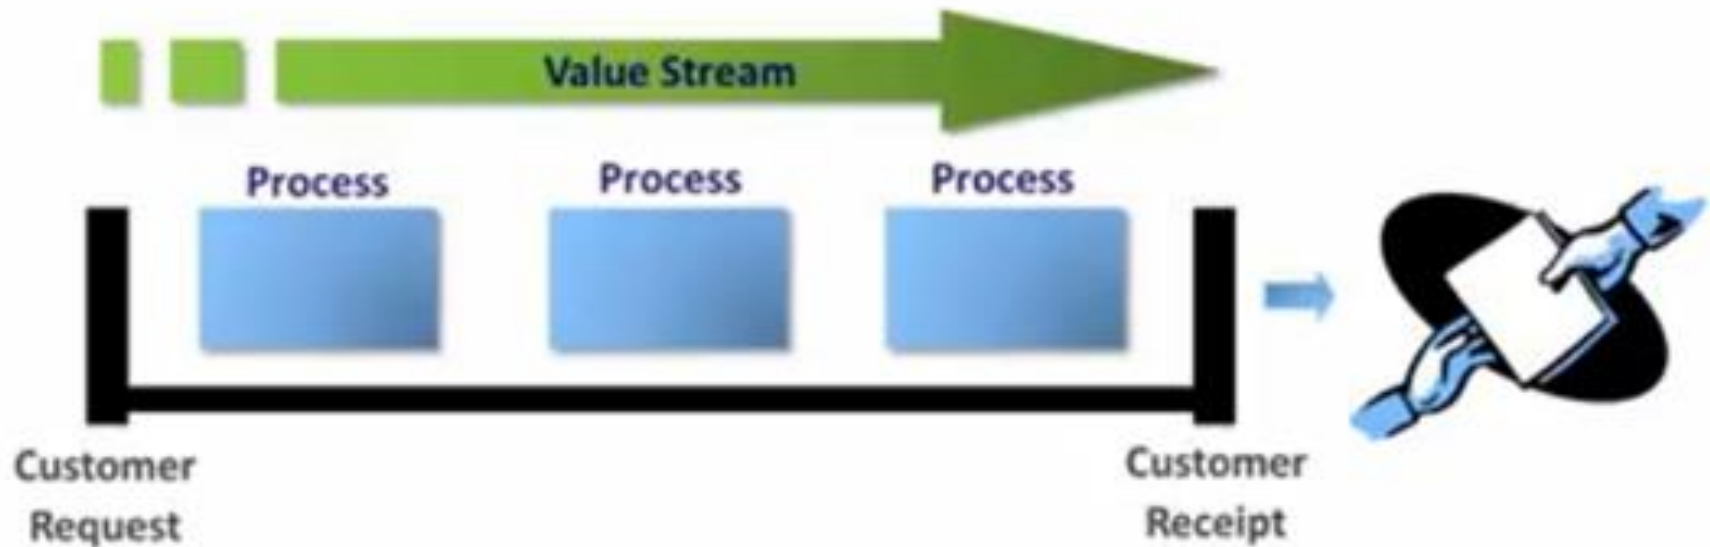 Value Stream
Process
Process
Process
Customer
Request
Customer
Receipt